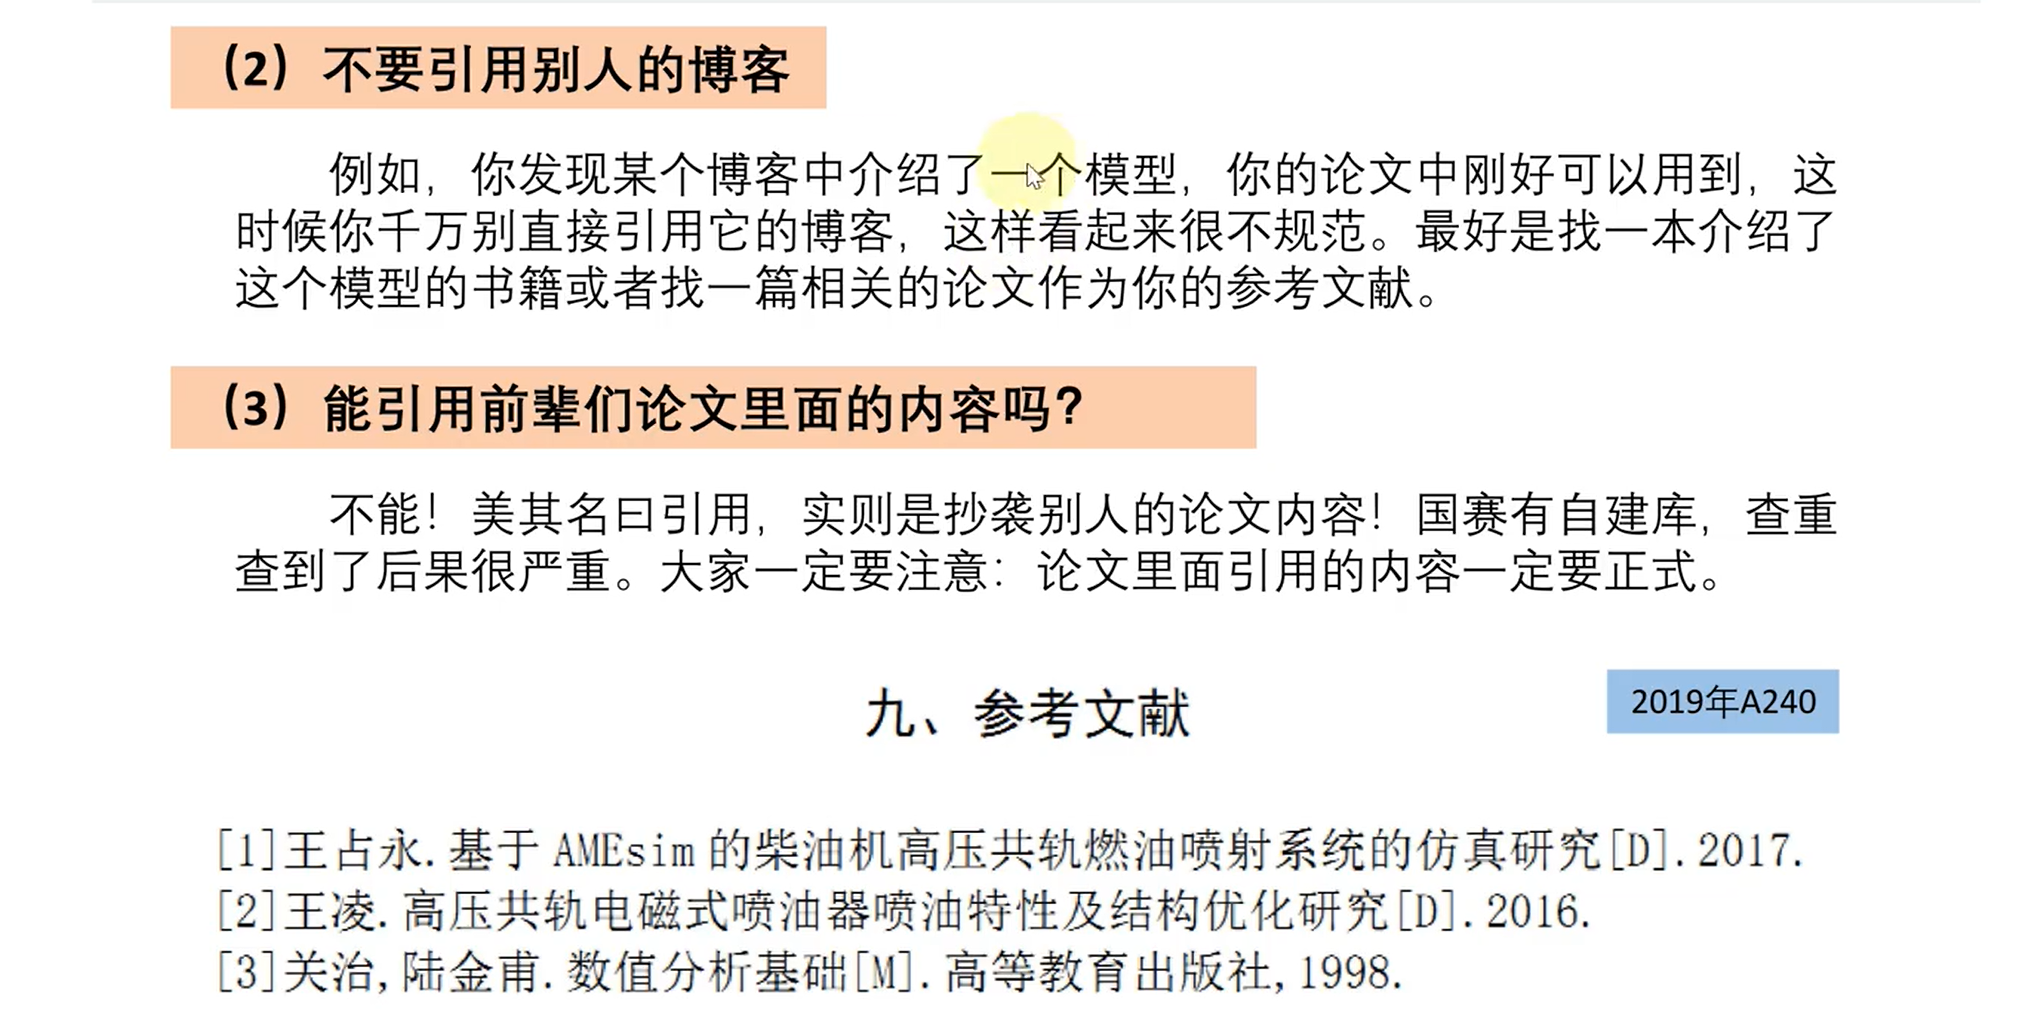 （2）不要引用别人的博客
例如，你发现某个博客中介绍了一个模型，你的论文中刚好可以用到，这
时候你千万别直接引用它的博客，这样看起来很不规范。最好是找一本介绍了
这个模型的书籍或者找一篇相关的论文作为你的参考文献。
（3）能引用前辈们论文里面的内容吗？
不能！美其名曰引用，实则是抄袭别人的论文内容！国赛有自建库，查重
查到了后果很严重。大家一定要注意：论文里面引用的内容一定要正式。
九、参考文献
2019年A240
[1]王占永.基于 AMEsim 的柴油机高压共轨燃油喷射系统的仿真研究[D].2017.
[2]王凌.高压共轨电磁式喷油器喷油特性及结构优化研究[D].2016.
[3]关治,陆金甫.数值分析基础[M].高等教育出版社,1998.